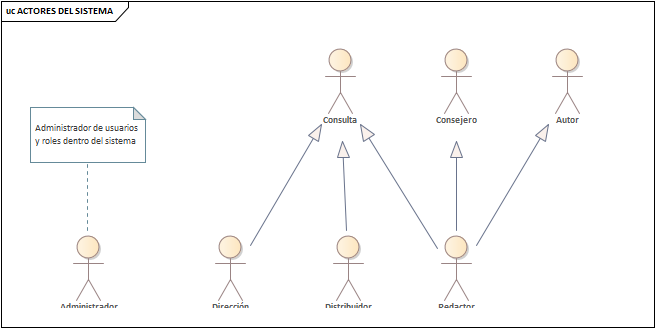 uc ACTORES DEL SISTEMA
Consulta
Consejero
Autor
Administrador de usuarios
y roles dentro del sistema
Administrador
Dirección
Distribuidor
Redactor